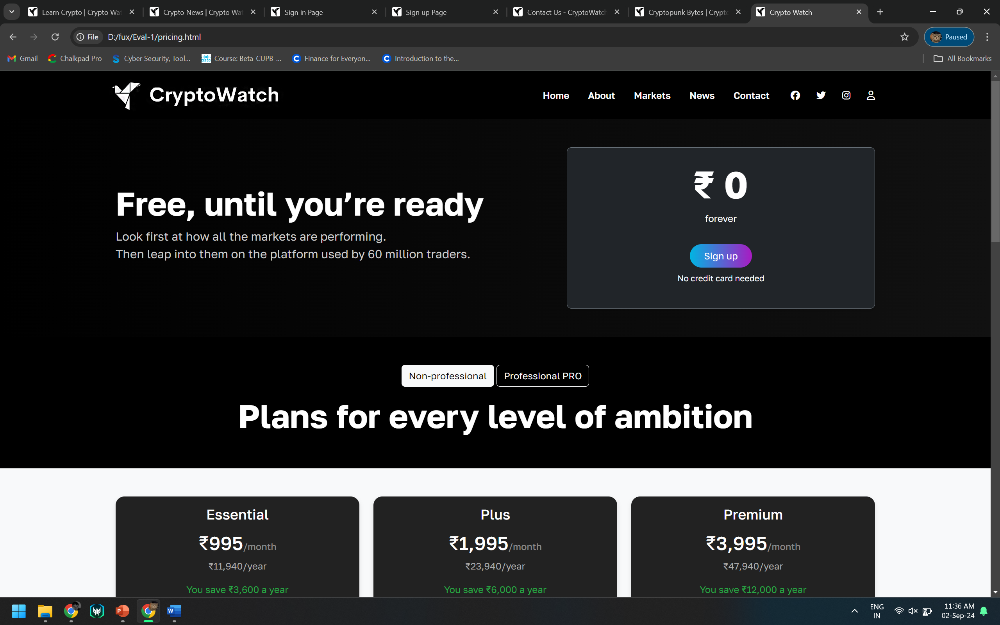 Learn Crypto | Crypto Wat
Crypto News | Crypto Wat
Sign in Page
Sign up Page
Contact Us - CryptoWatch
Cryptopunk Bytes | Crypto
Crypto Watch
File
D:/fux/Eval-1/pricing.html
Paused
Gmail
Chalkpad Pro
Cyber Security, Tool...
Course: Beta_CUPB_...
Finance for Everyon...
Introduction to the...
All Bookmarks
CryptoWatch
Home
About
Markets
News
Contact
Free, until you’re ready
Look first at how all the markets are performing.
Then leap into them on the platform used by 60 million traders.
₹ 0
forever
Sign up
No credit card needed
Non-professional
Professional PRO
Plans for every level of ambition
Essential
₹995/month
₹11,940/year
You save ₹3,600 a year
Plus
₹1,995/month
₹23,940/year
You save ₹6,000 a year
Premium
₹3,995/month
₹47,940/year
You save ₹12,000 a year
ENG
IN
11:36 AM
02-Sep-24